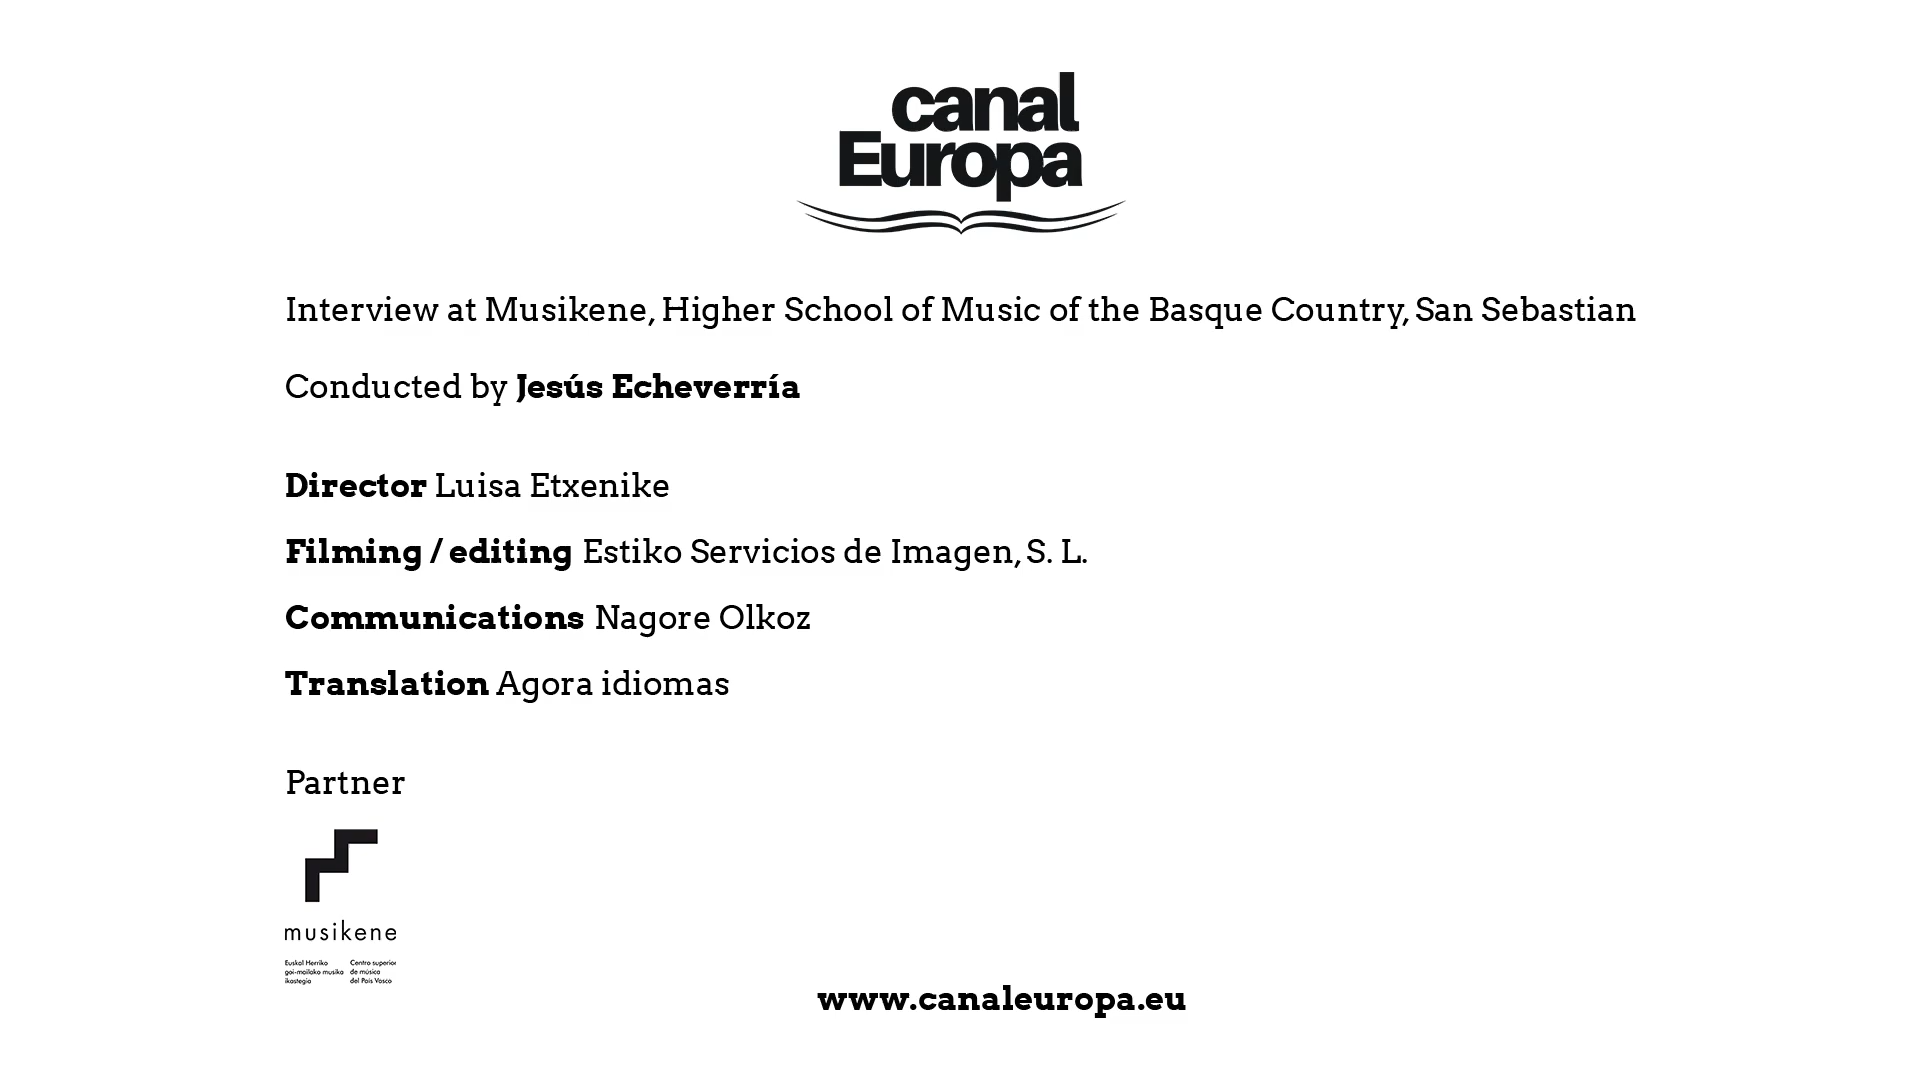 canal
Europa
Interview at Musikene, Higher School of Music of the Basque Country, San Sebastian
Conducted by Jesús Echeverría
Director Luisa Etxenike
Filming / editing Estiko Servicios de Imagen, S. L.
Communications Nagore Olkoz
Translation Agora idiomas
Partner
musikene
Euskal Herriko
goi-mailako musika
ikastegia
Centro superior
de música
del País Vasco
www.canaleuropa.eu